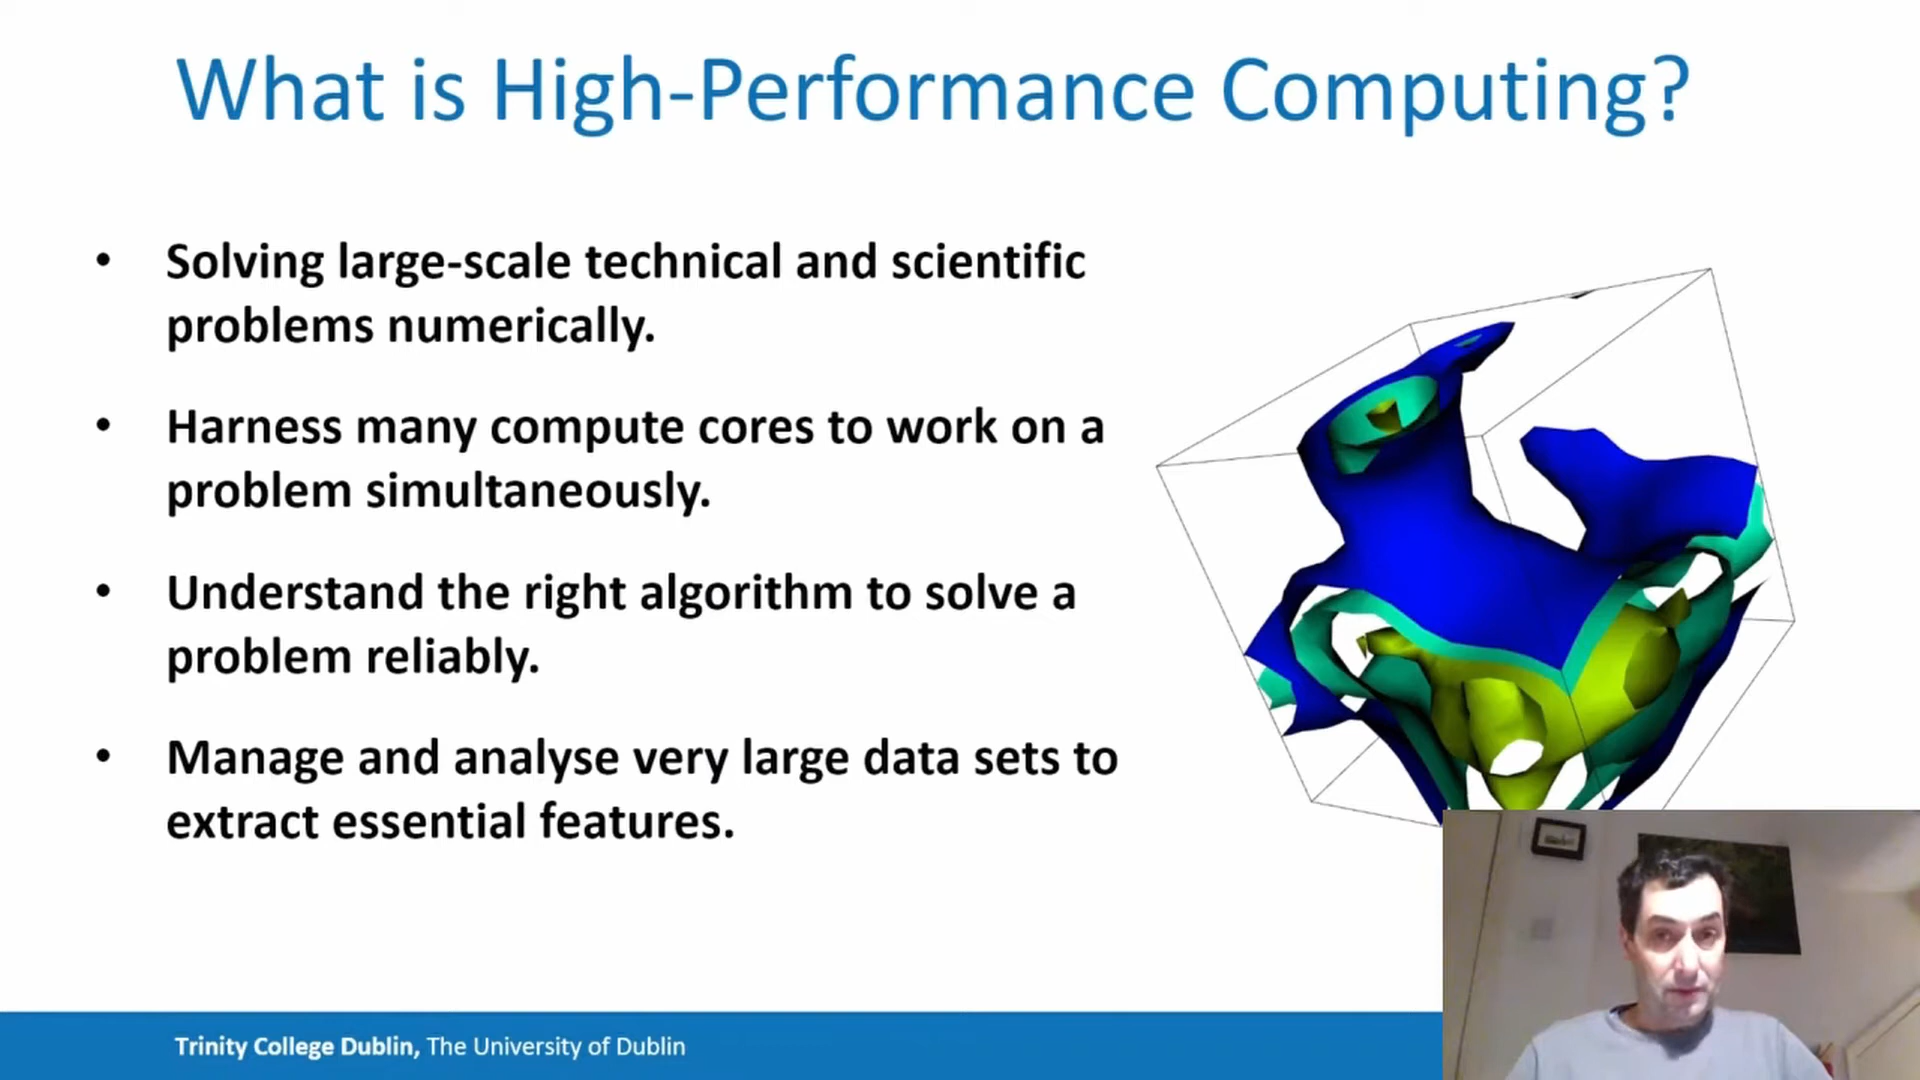 What is High-Performance Computing?
• Solving large-scale technical and scientific
problems numerically.
• Harness many compute cores to work on a
problem simultaneously.
• Understand the right algorithm to solve a
problem reliably.
• Manage and analyse very large data sets to
extract essential features.
Trinity College Dublin, The University of Dublin